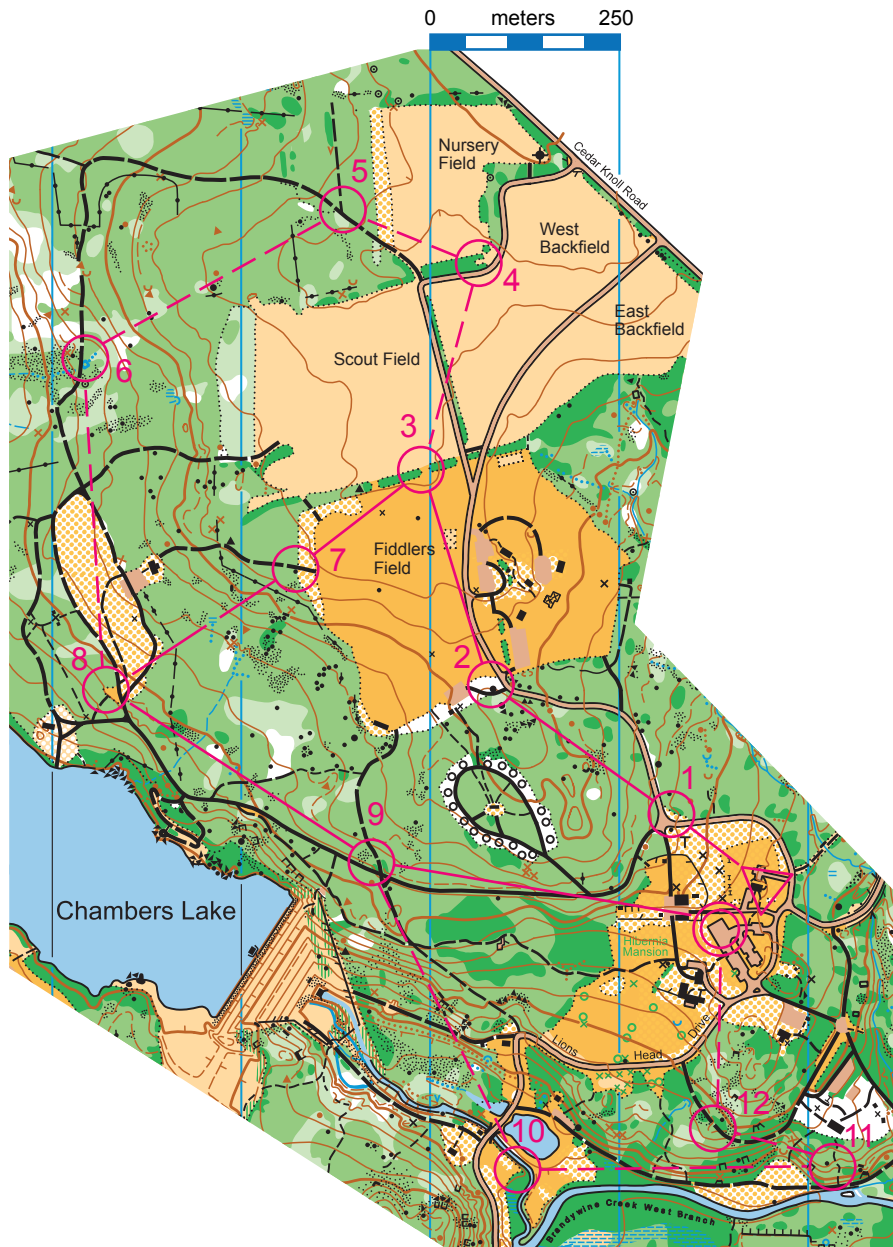 0 meters 250
Nursery
Field
Cedar Knoll Road
5
West
Backfield
4
East
Backfield
Scout Field
6
3
Fiddlers
Field
7
2
8
1
9
Chambers Lake
Hibernia
Mansion
Lions Head Drive
12
10
11
Brandywine Creek West Branch